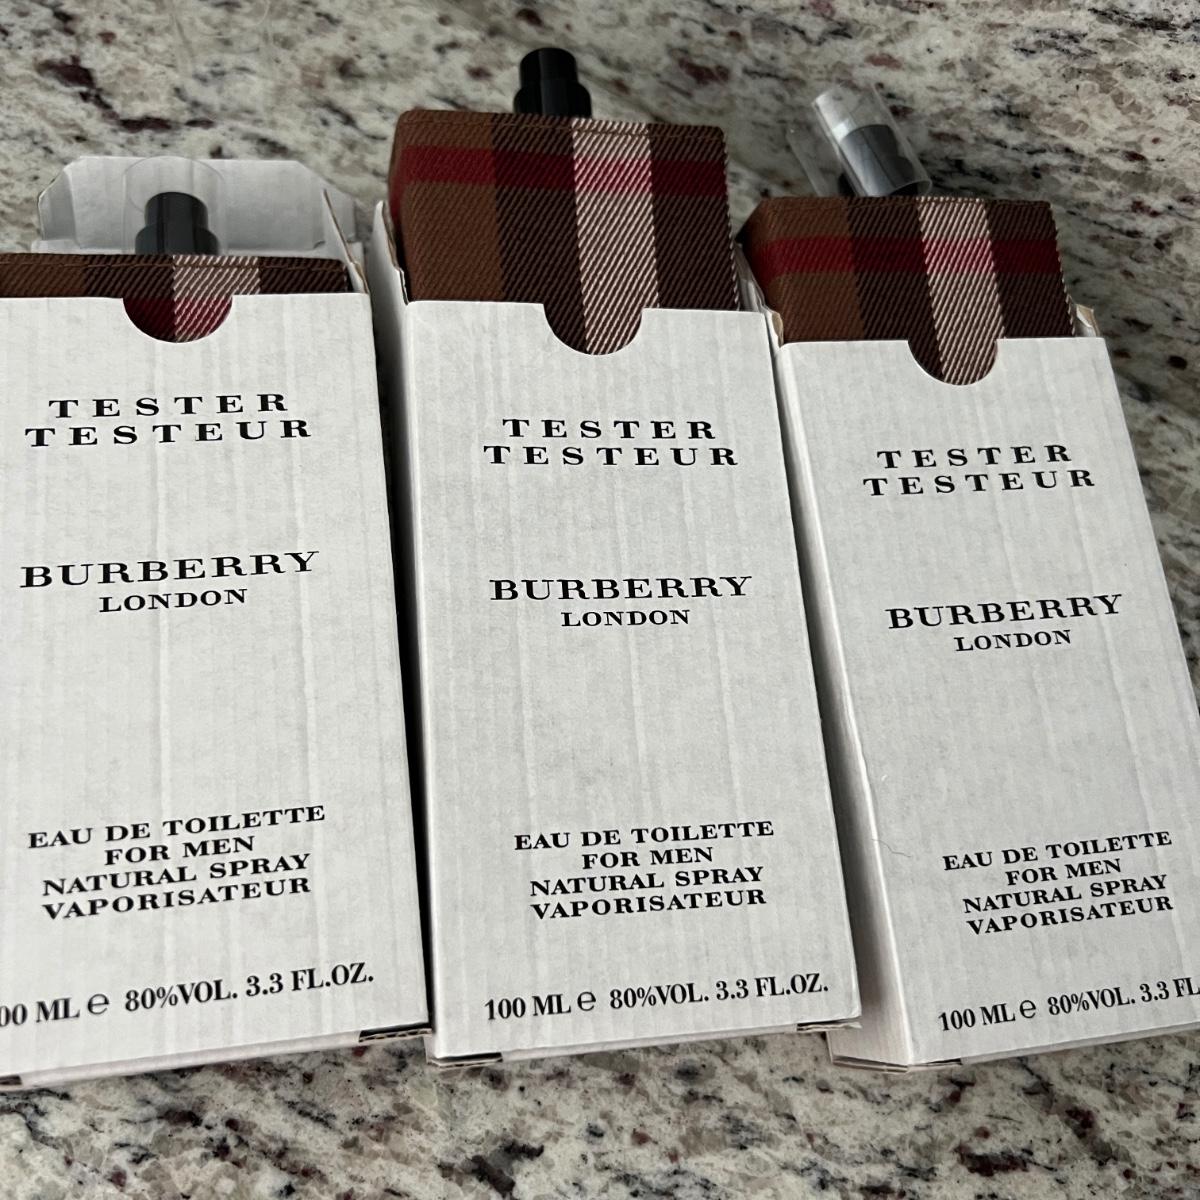 TESTER
TESTEUR
BURBERRY
LONDON
EAU DE TOILETTE
FOR MEN
NATURAL SPRAY
VAPORISATEUR
00 ML ℮ 80%VOL. 3.3 FL.OZ.
TESTER
TESTEUR
BURBERRY
LONDON
EAU DE TOILETTE
FOR MEN
NATURAL SPRAY
VAPORISATEUR
100 ML ℮ 80%VOL. 3.3 FL.OZ.
TESTER
TESTEUR
BURBERRY
LONDON
EAU DE TOILETTE
FOR MEN
NATURAL SPRAY
VAPORISATEUR
100 ML ℮ 80%VOL. 3.3 FL